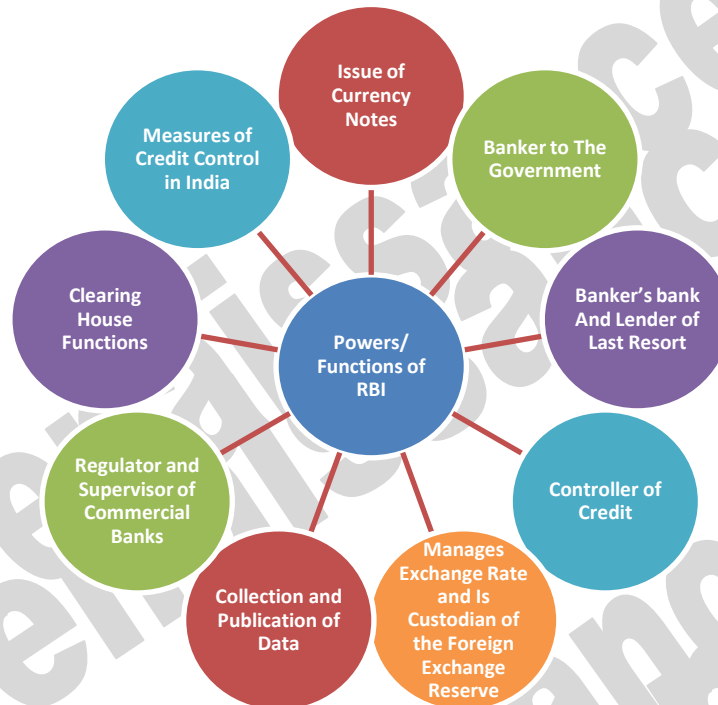 Powers/
Functions of
RBI
Issue of
Currency
Notes
Banker to The
Government
Banker's bank
And Lender of
Last Resort
Controller of
Credit
Manages
Exchange Rate
and Is
Custodian of
the Foreign
Exchange
Reserve
Collection and
Publication of
Data
Regulator and
Supervisor of
Commercial
Banks
Clearing
House
Functions
Measures of
Credit Control
in India